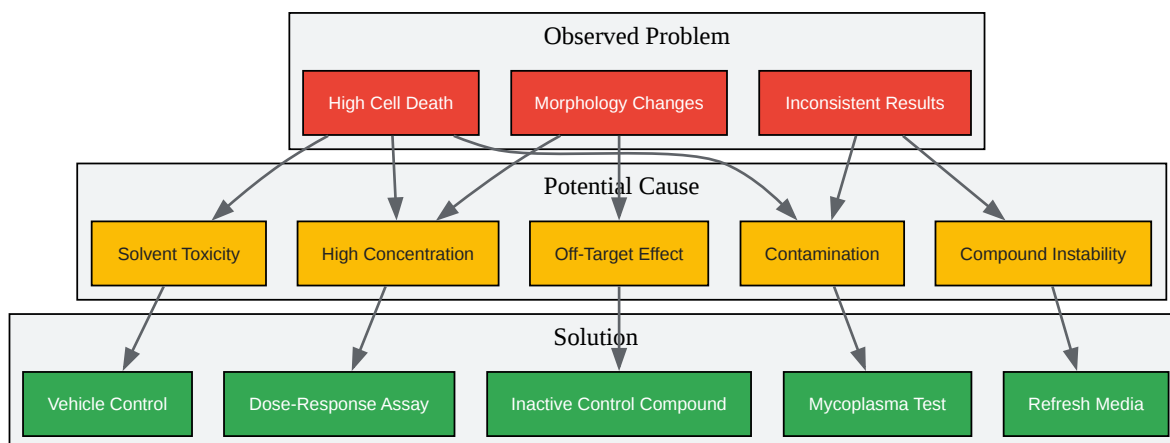 Observed Problem
High Cell Death
Morphology Changes
Inconsistent Results
Potential Cause
Solvent Toxicity
High Concentration
Off-Target Effect
Contamination
Compound Instability
Solution
Vehicle Control
Dose-Response Assay
Inactive Control Compound
Mycoplasma Test
Refresh Media